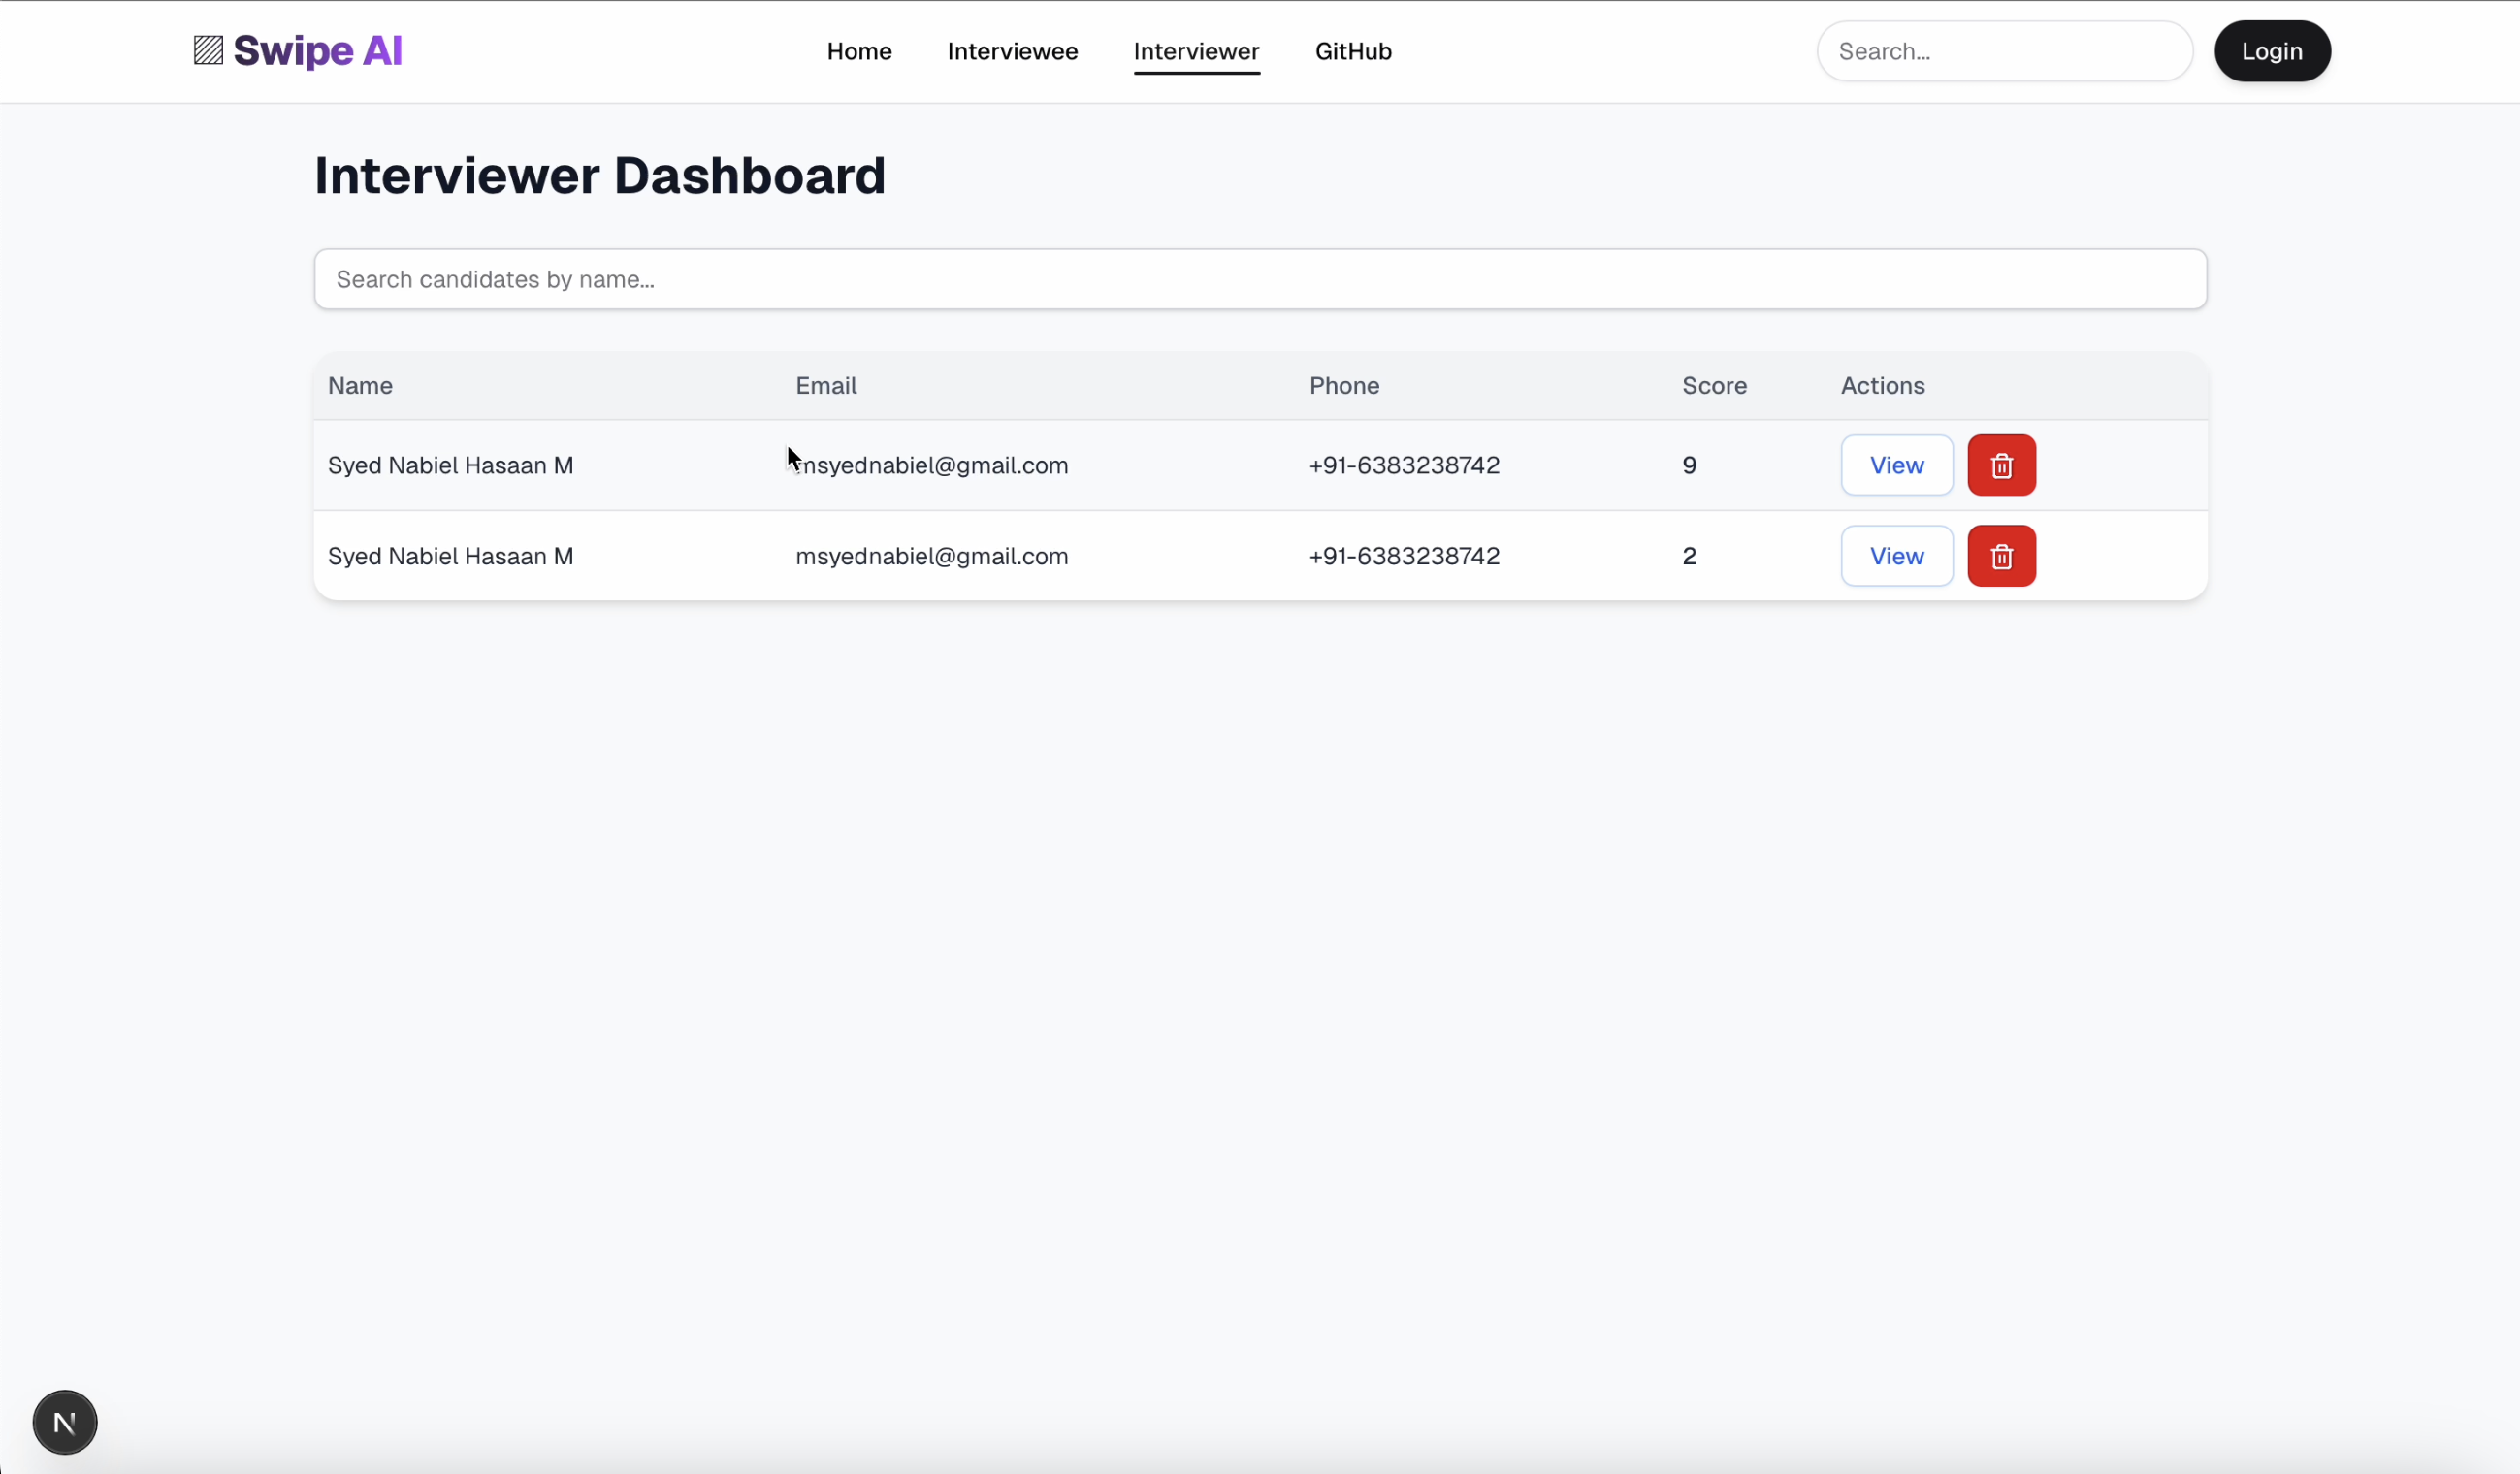 Swipe AI Home Interviewee Interviewer GitHub Search... Login
Interviewer Dashboard
Search candidates by name...
Name Email Phone Score Actions
Syed Nabiel Hasaan M msyednabiel@gmail.com +91-6383238742 9 View
Syed Nabiel Hasaan M msyednabiel@gmail.com +91-6383238742 2 View
N